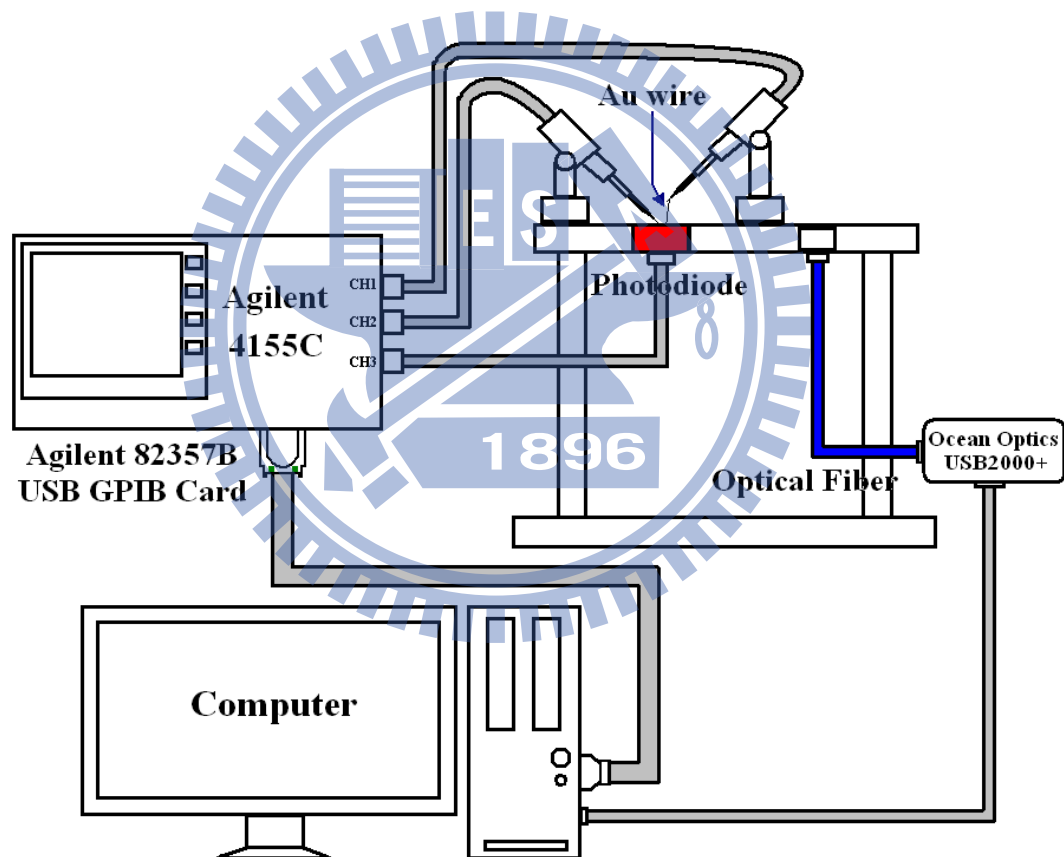 Au wire
E S
CH1
CH2
CH3
Agilent
4155C
Photodiode
8
1896
Agilent 82357B
USB GPIB Card
Optical Fiber
Ocean Optics
USB2000+
Computer